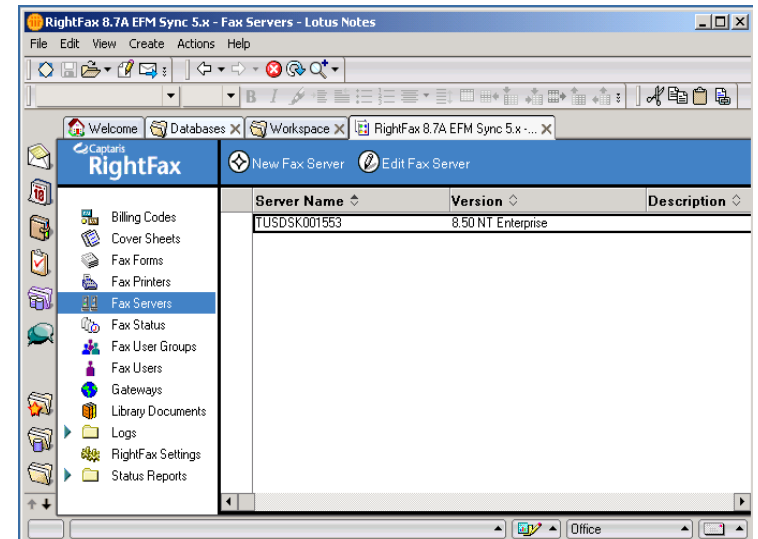 RightFax 8.7A EFM Sync 5.x - Fax Servers - Lotus Notes
File Edit View Create Actions Help
B I
Welcome Databases Workspace RightFax 8.7A EFM Sync 5.x -...
Captaris
RightFax
New Fax Server Edit Fax Server
Server Name Version Description
TUSDSK001553 8.50 NT Enterprise
18
Billing Codes
Cover Sheets
Fax Forms
Fax Printers
Fax Servers
Fax Status
Fax User Groups
Fax Users
Gateways
Library Documents
Logs
RightFax Settings
Status Reports
Office